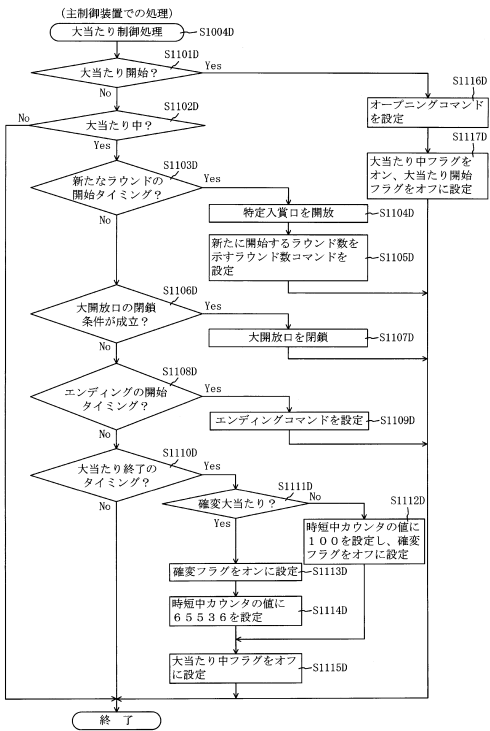 (主制御装置での処理)
大当たり制御処理 S1004D
S1101D
大当たり開始？
Yes
No
S1116D
オープニングコマンド
を設定
S1102D
No
大当たり中？
Yes
S1117D
大当たり中フラグを
オン、大当たり開始
フラグをオフに設定
S1103D
新たなラウンドの
開始タイミング？
Yes
No
特定入賞口を開放 S1104D
新たに開始するラウンド数を
示すラウンド数コマンドを
設定
S1105D
S1106D
大開放口の閉鎖
条件が成立？
Yes
No
大開放口を閉鎖 S1107D
S1108D
エンディングの開始
タイミング？
Yes
No
エンディングコマンドを設定 S1109D
S1110D
大当たり終了の
タイミング？
Yes
No
S1111D
確変大当たり？
No
Yes
S1112D
時短中カウンタの値に
１００を設定し、確変
フラグをオフに設定
確変フラグをオンに設定 S1113D
時短中カウンタの値に
６５５３６を設定
S1114D
大当たり中フラグをオフ
に設定
S1115D
終 了